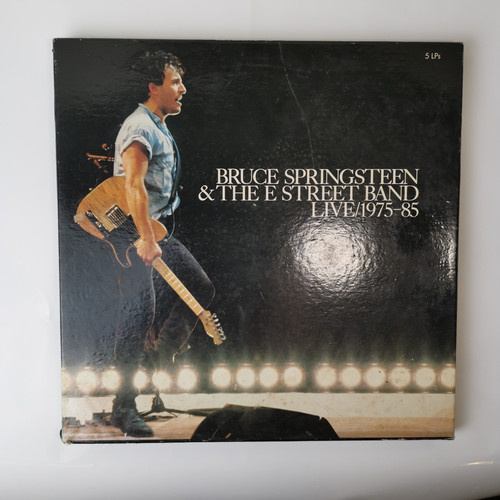 5 LPs
BRUCE SPRINGSTEEN
& THE E STREET BAND
LIVE/1975-85